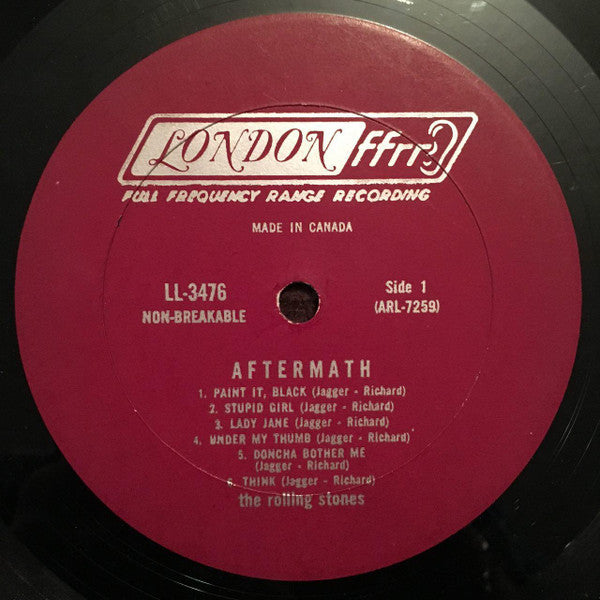 LONDON ffrr
FULL FREQUENCY RANGE RECORDING
MADE IN CANADA
LL-3476 Side 1
NON-BREAKABLE (ARL-7259)
AFTERMATH
1. PAINT IT, BLACK (Jagger - Richard)
2. STUPID GIRL (Jagger - Richard)
3. LADY JANE (Jagger - Richard)
4. UNDER MY THUMB (Jagger - Richard)
5. DONCHA BOTHER ME
(Jagger - Richard)
6. THINK (Jagger - Richard)
the rolling stones